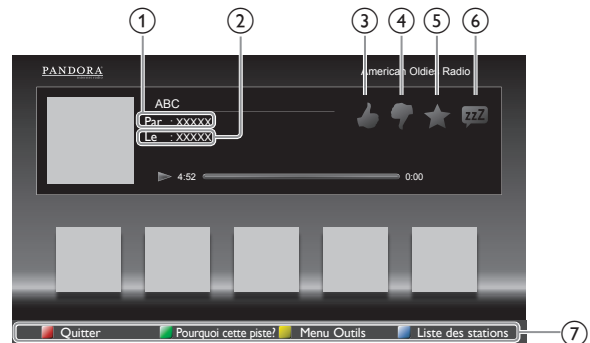 1 2 3 4 5 6
PANDORA
American Oldies Radio
ABC
Par : XXXXX
Le : XXXXX
zzZ
4:52 0:00
Quitter Pourquoi cette piste? Menu Outils Liste des stations
7